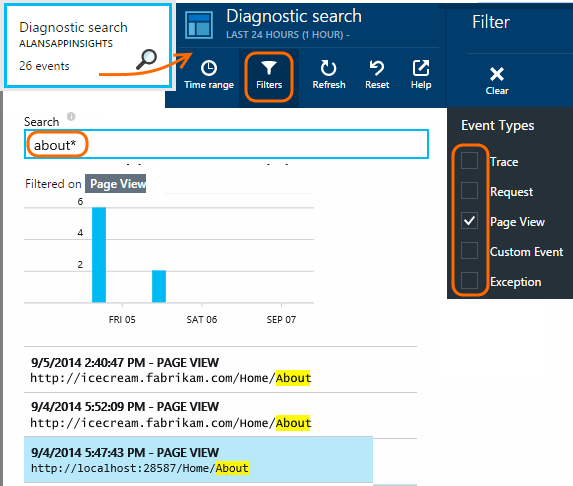 Diagnostic search
ALANSAPPINSIGHTS
26 events
Diagnostic search
LAST 24 HOURS (1 HOUR) -
Time range
Filters
Refresh
Reset
Help
Filter
Clear
Search
about*
Filtered on Page View
6
4
2
FRI 05
SAT 06
SEP 07
Event Types
Trace
Request
Page View
Custom Event
Exception
9/5/2014 2:40:47 PM - PAGE VIEW
http://icecream.fabrikam.com/Home/About
9/4/2014 5:52:09 PM - PAGE VIEW
http://icecream.fabrikam.com/Home/About
9/4/2014 5:47:43 PM - PAGE VIEW
http://localhost:28587/Home/About